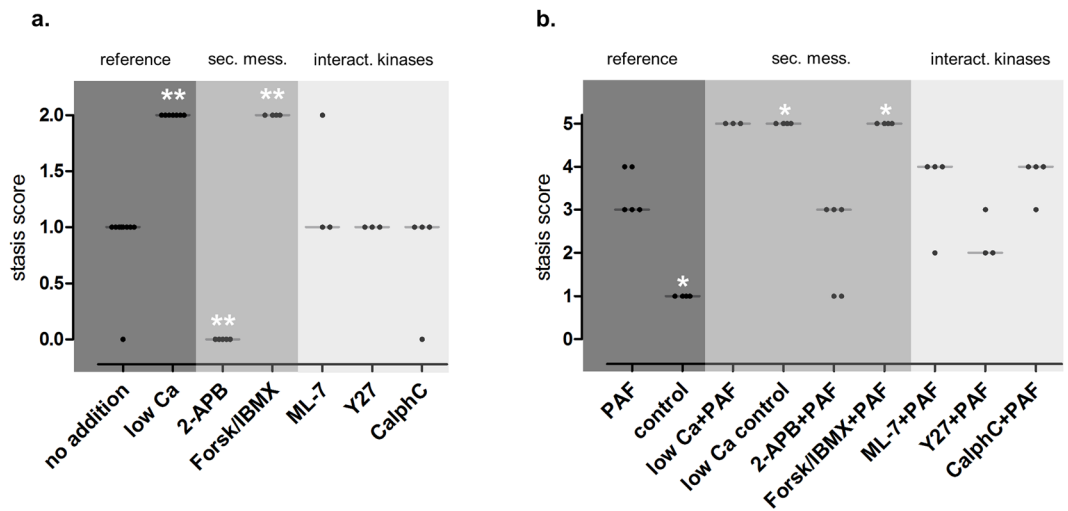 a.
reference sec. mess. interact. kinases
** **
2.0
1.5
stasis score
1.0
0.5
**
0.0
no addition
low Ca
2-APB
Forsk/IBMX
ML-7
Y27
CalphC
b.
reference sec. mess. interact. kinases
* *
5
4
stasis score
3
2
*
1
0
PAF
control
low Ca+PAF
low Ca control
2-APB+PAF
Forsk/IBMX+PAF
ML-7+PAF
Y27+PAF
CalphC+PAF